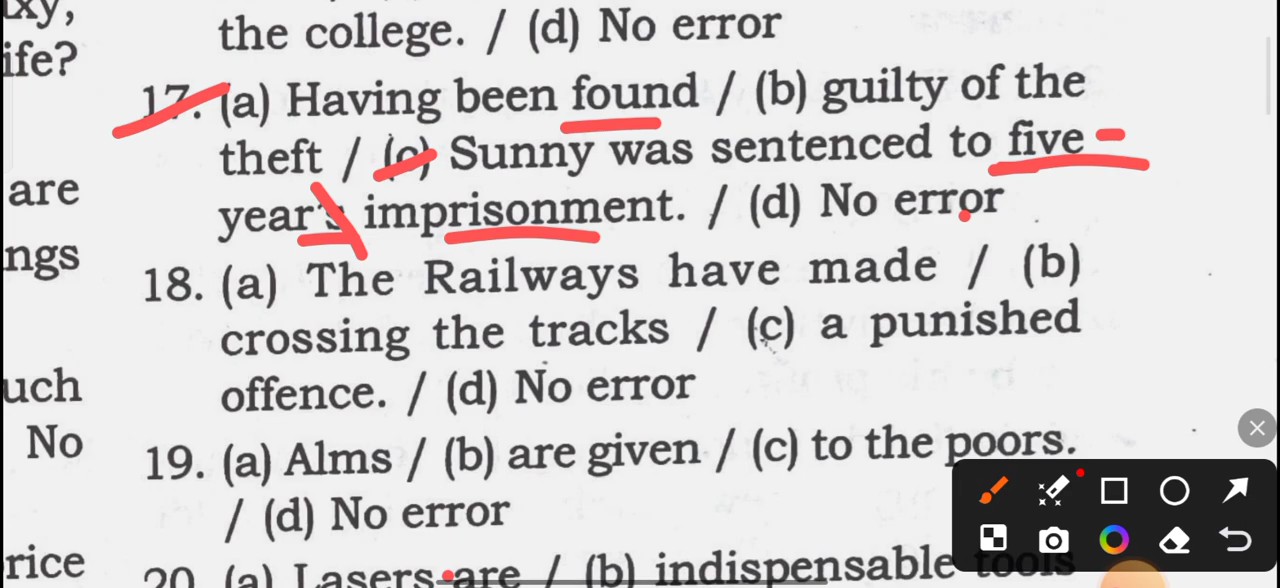 xy,
ife?
are
ngs
uch
No
rice
the college. / (d) No error
17. (a) Having been found / (b) guilty of the
theft / (c) Sunny was sentenced to five
year's imprisonment. / (d) No error
18. (a) The Railways have made / (b)
crossing the tracks / (c) a punished
offence. / (d) No error
19. (a) Alms / (b) are given / (c) to the poors.
/ (d) No error
20. (a) Lasers are / (b) indispensable tools